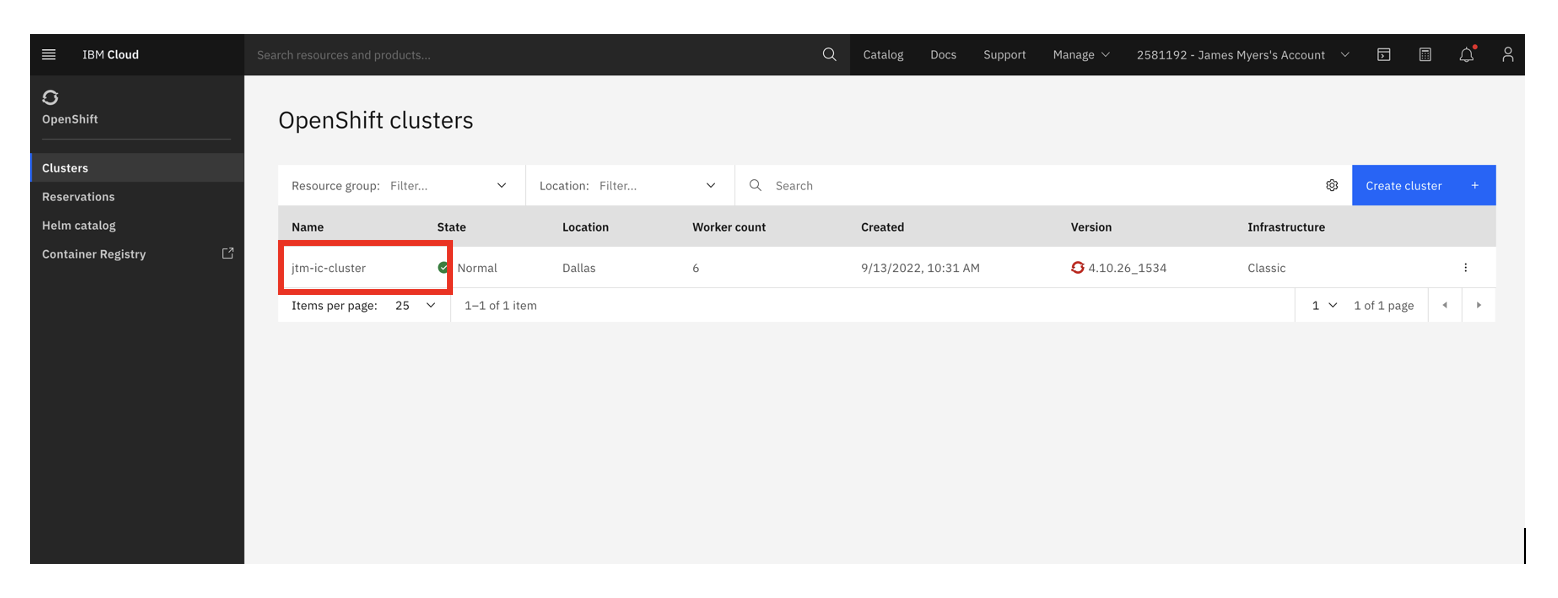 IBM Cloud Search resources and products... Catalog Docs Support Manage 2581192 - James Myers's Account
OpenShift
Clusters
Reservations
Helm catalog
Container Registry
OpenShift clusters
Resource group: Filter... Location: Filter... Search Create cluster +
Name State Location Worker count Created Version Infrastructure
jtm-ic-cluster Normal Dallas 6 9/13/2022, 10:31 AM 4.10.26_1534 Classic
Items per page: 25 1–1 of 1 item 1 1 of 1 page